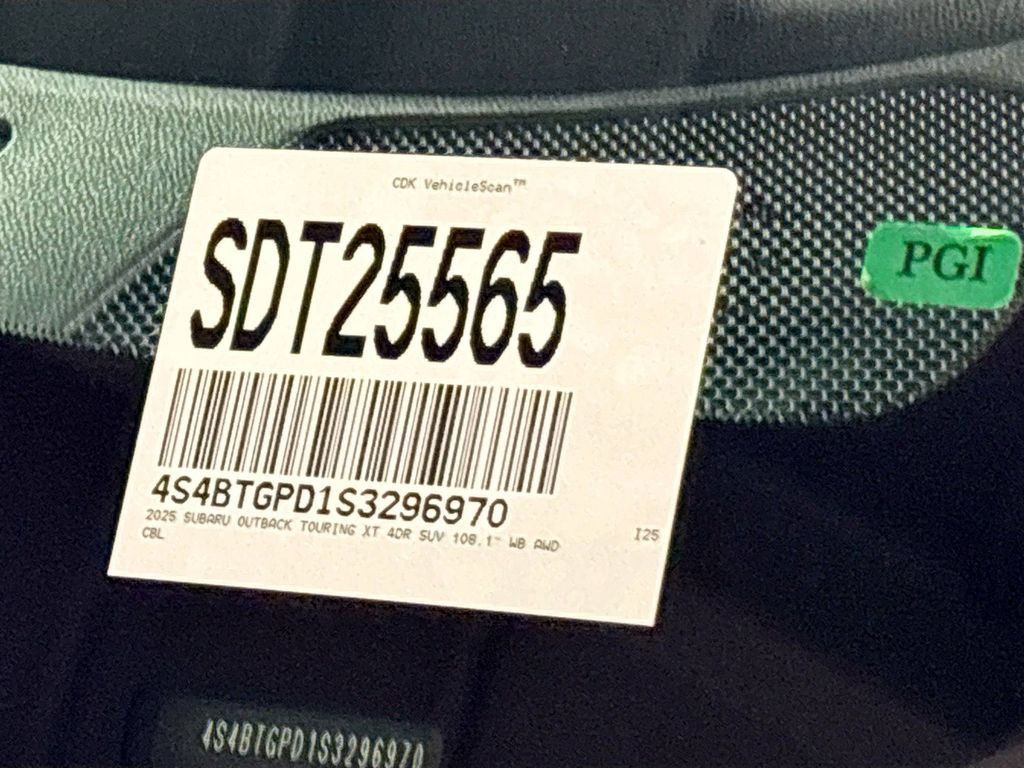 CDK VehicleScan™
SDT25565
PGI
4S4BTGPD1S3296970
2025 SUBARU OUTBACK TOURING XT 4DR SUV 108.1" WB AWD
I25
CBL
4S4BTGPD1S3296970